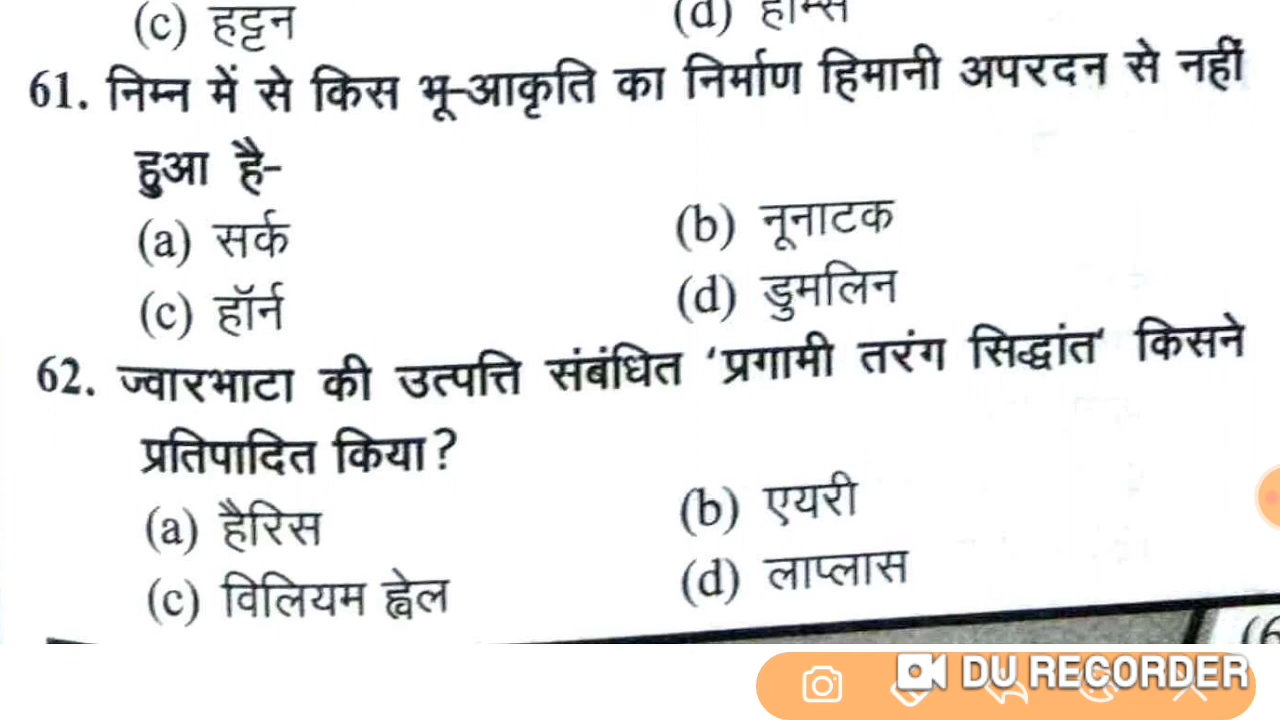 (c) हट्टन (d) होम्स
61. निम्न में से किस भू-आकृति का निर्माण हिमानी अपरदन से नहीं
हुआ है-
(a) सर्क (b) नूनाटक
(c) हॉर्न (d) डुमलिन
62. ज्वारभाटा की उत्पत्ति संबंधित 'प्रगामी तरंग सिद्धांत' किसने
प्रतिपादित किया?
(a) हैरिस (b) एयरी
(c) विलियम ह्वेल (d) लाप्लास
DU RECORDER